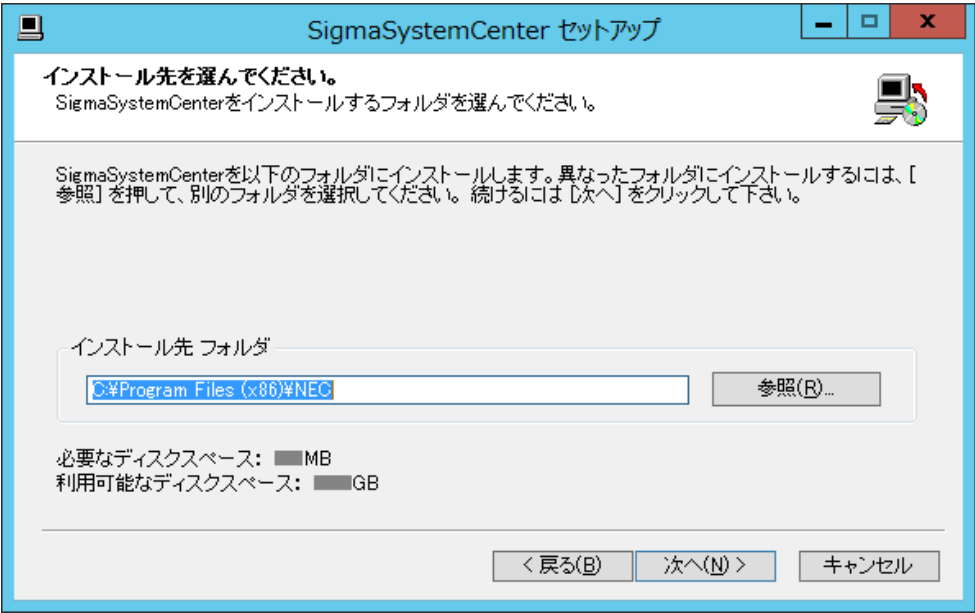 SigmaSystemCenter セットアップ
インストール先を選んでください。
SigmaSystemCenterをインストールするフォルダを選んでください。
SigmaSystemCenterを以下のフォルダにインストールします。異なったフォルダにインストールするには、[
参照] を押して、別のフォルダを選択してください。続けるには [次へ] をクリックして下さい。
インストール先 フォルダ
C:¥Program Files (x86)¥NEC
参照(R)...
必要なディスクスペース: MB
利用可能なディスクスペース: GB
< 戻る(B)
次へ(N) >
キャンセル